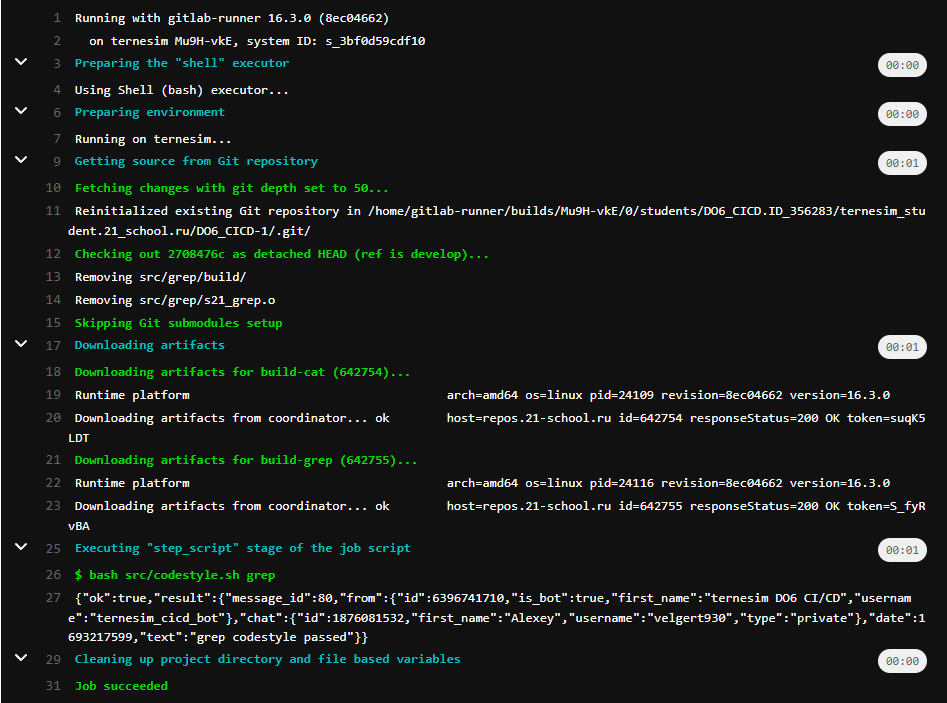 1 Running with gitlab-runner 16.3.0 (8ec04662)
2 on ternesim Mu9H-vkE, system ID: s_3bf0d59cdf10
3 Preparing the "shell" executor 00:00
4 Using Shell (bash) executor...
6 Preparing environment 00:00
7 Running on ternesim...
9 Getting source from Git repository 00:01
10 Fetching changes with git depth set to 50...
11 Reinitialized existing Git repository in /home/gitlab-runner/builds/Mu9H-vkE/0/students/DO6_CICD.ID_356283/ternesim_stu
dent.21_school.ru/DO6_CICD-1/.git/
12 Checking out 2708476c as detached HEAD (ref is develop)...
13 Removing src/grep/build/
14 Removing src/grep/s21_grep.o
15 Skipping Git submodules setup
17 Downloading artifacts 00:01
18 Downloading artifacts for build-cat (642754)...
19 Runtime platform arch=amd64 os=linux pid=24109 revision=8ec04662 version=16.3.0
20 Downloading artifacts from coordinator... ok host=repos.21-school.ru id=642754 responseStatus=200 OK token=suqK5
LDT
21 Downloading artifacts for build-grep (642755)...
22 Runtime platform arch=amd64 os=linux pid=24116 revision=8ec04662 version=16.3.0
23 Downloading artifacts from coordinator... ok host=repos.21-school.ru id=642755 responseStatus=200 OK token=S_fyR
vBA
25 Executing "step_script" stage of the job script 00:01
26 $ bash src/codestyle.sh grep
27 {"ok":true,"result":{"message_id":80,"from":{"id":6396741710,"is_bot":true,"first_name":"ternesim DO6 CI/CD","usernam
e":"ternesim_cicd_bot"},"chat":{"id":1876081532,"first_name":"Alexey","username":"velgert930","type":"private"},"date":1
693217599,"text":"grep codestyle passed"}}
29 Cleaning up project directory and file based variables 00:00
31 Job succeeded